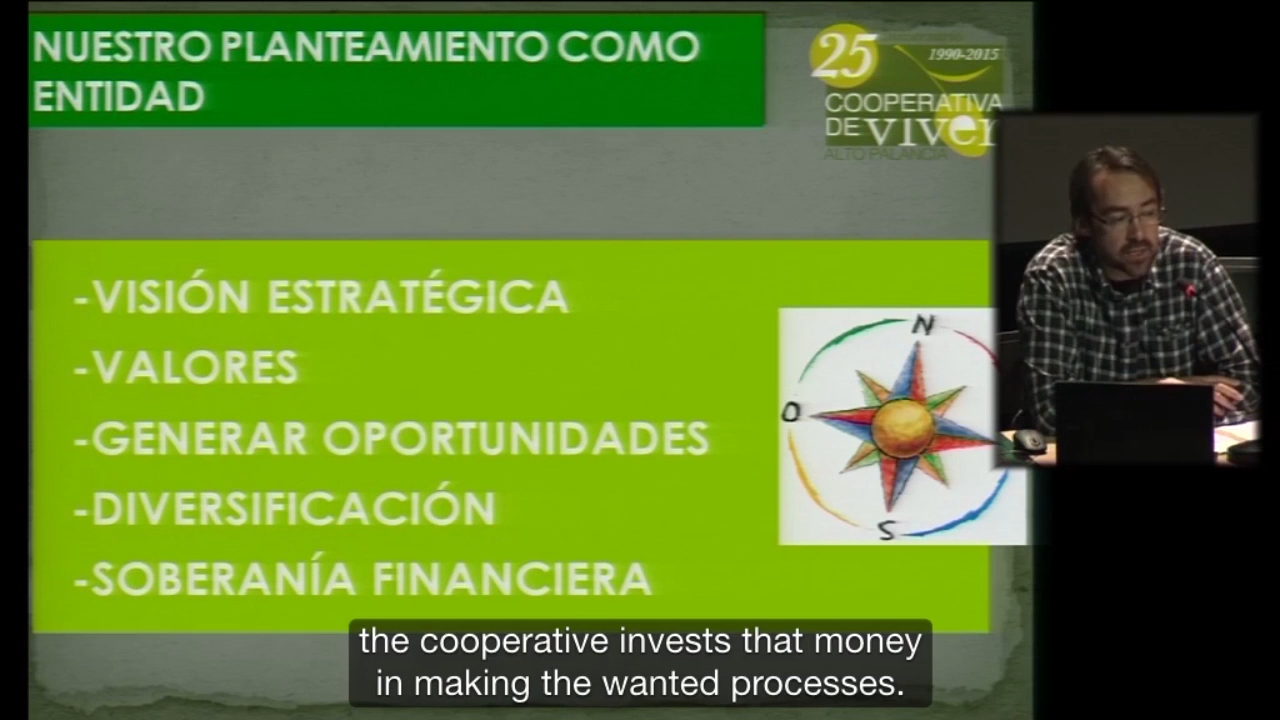 NUESTRO PLANTEAMIENTO COMO
ENTIDAD
25
1990-2015
COOPERATIVA
DE viver
ALTO PALANCIA
-VISIÓN ESTRATÉGICA
-VALORES
-GENERAR OPORTUNIDADES
-DIVERSIFICACIÓN
-SOBERANÍA FINANCIERA
N
O
S
the cooperative invests that money
in making the wanted processes.